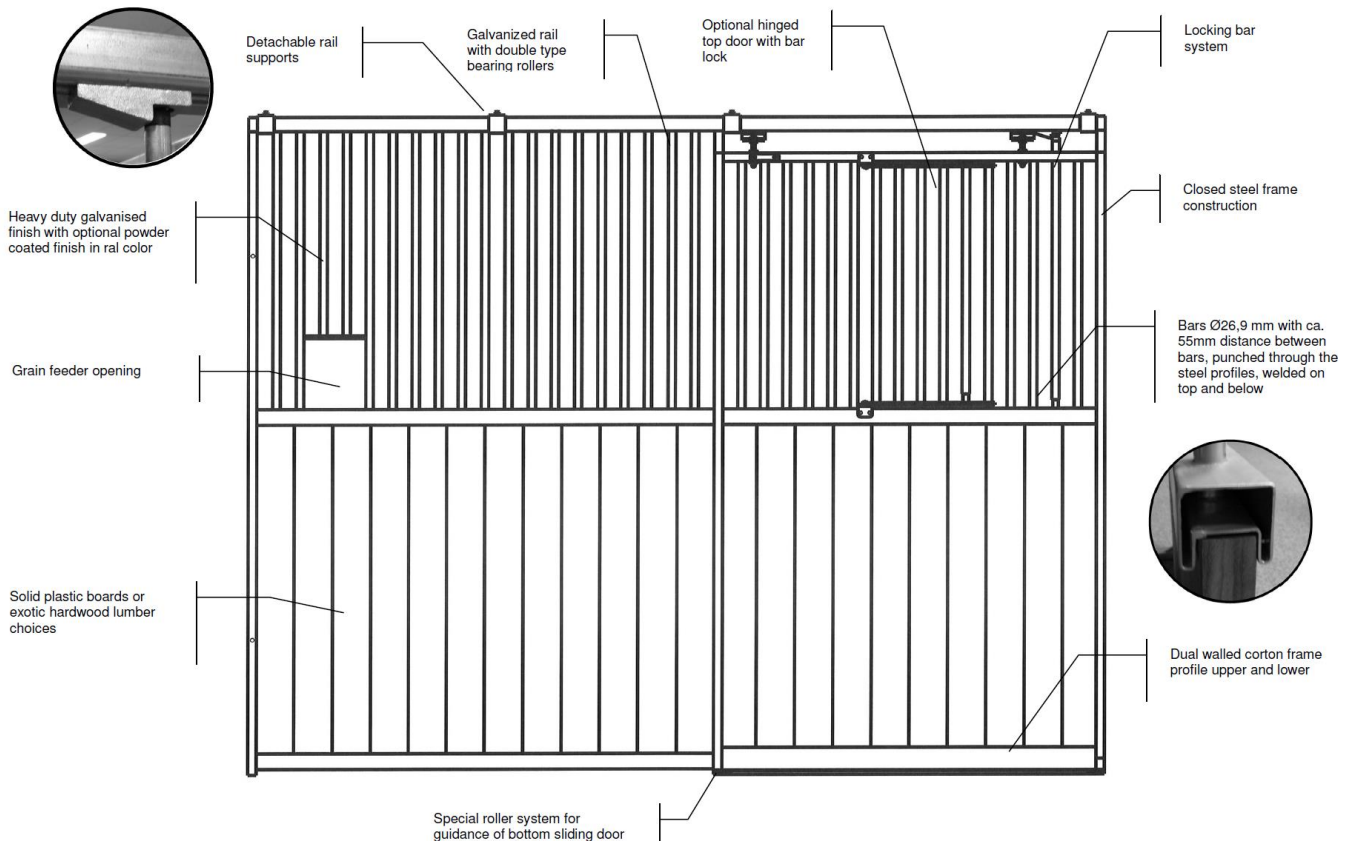 Detachable rail
supports
Galvanized rail
with double type
bearing rollers
Optional hinged
top door with bar
lock
Locking bar
system
Heavy duty galvanised
finish with optional powder
coated finish in ral color
Closed steel frame
construction
Grain feeder opening
Bars Ø26,9 mm with ca.
55mm distance between
bars, punched through the
steel profiles, welded on
top and below
Solid plastic boards or
exotic hardwood lumber
choices
Dual walled corton frame
profile upper and lower
Special roller system for
guidance of bottom sliding door